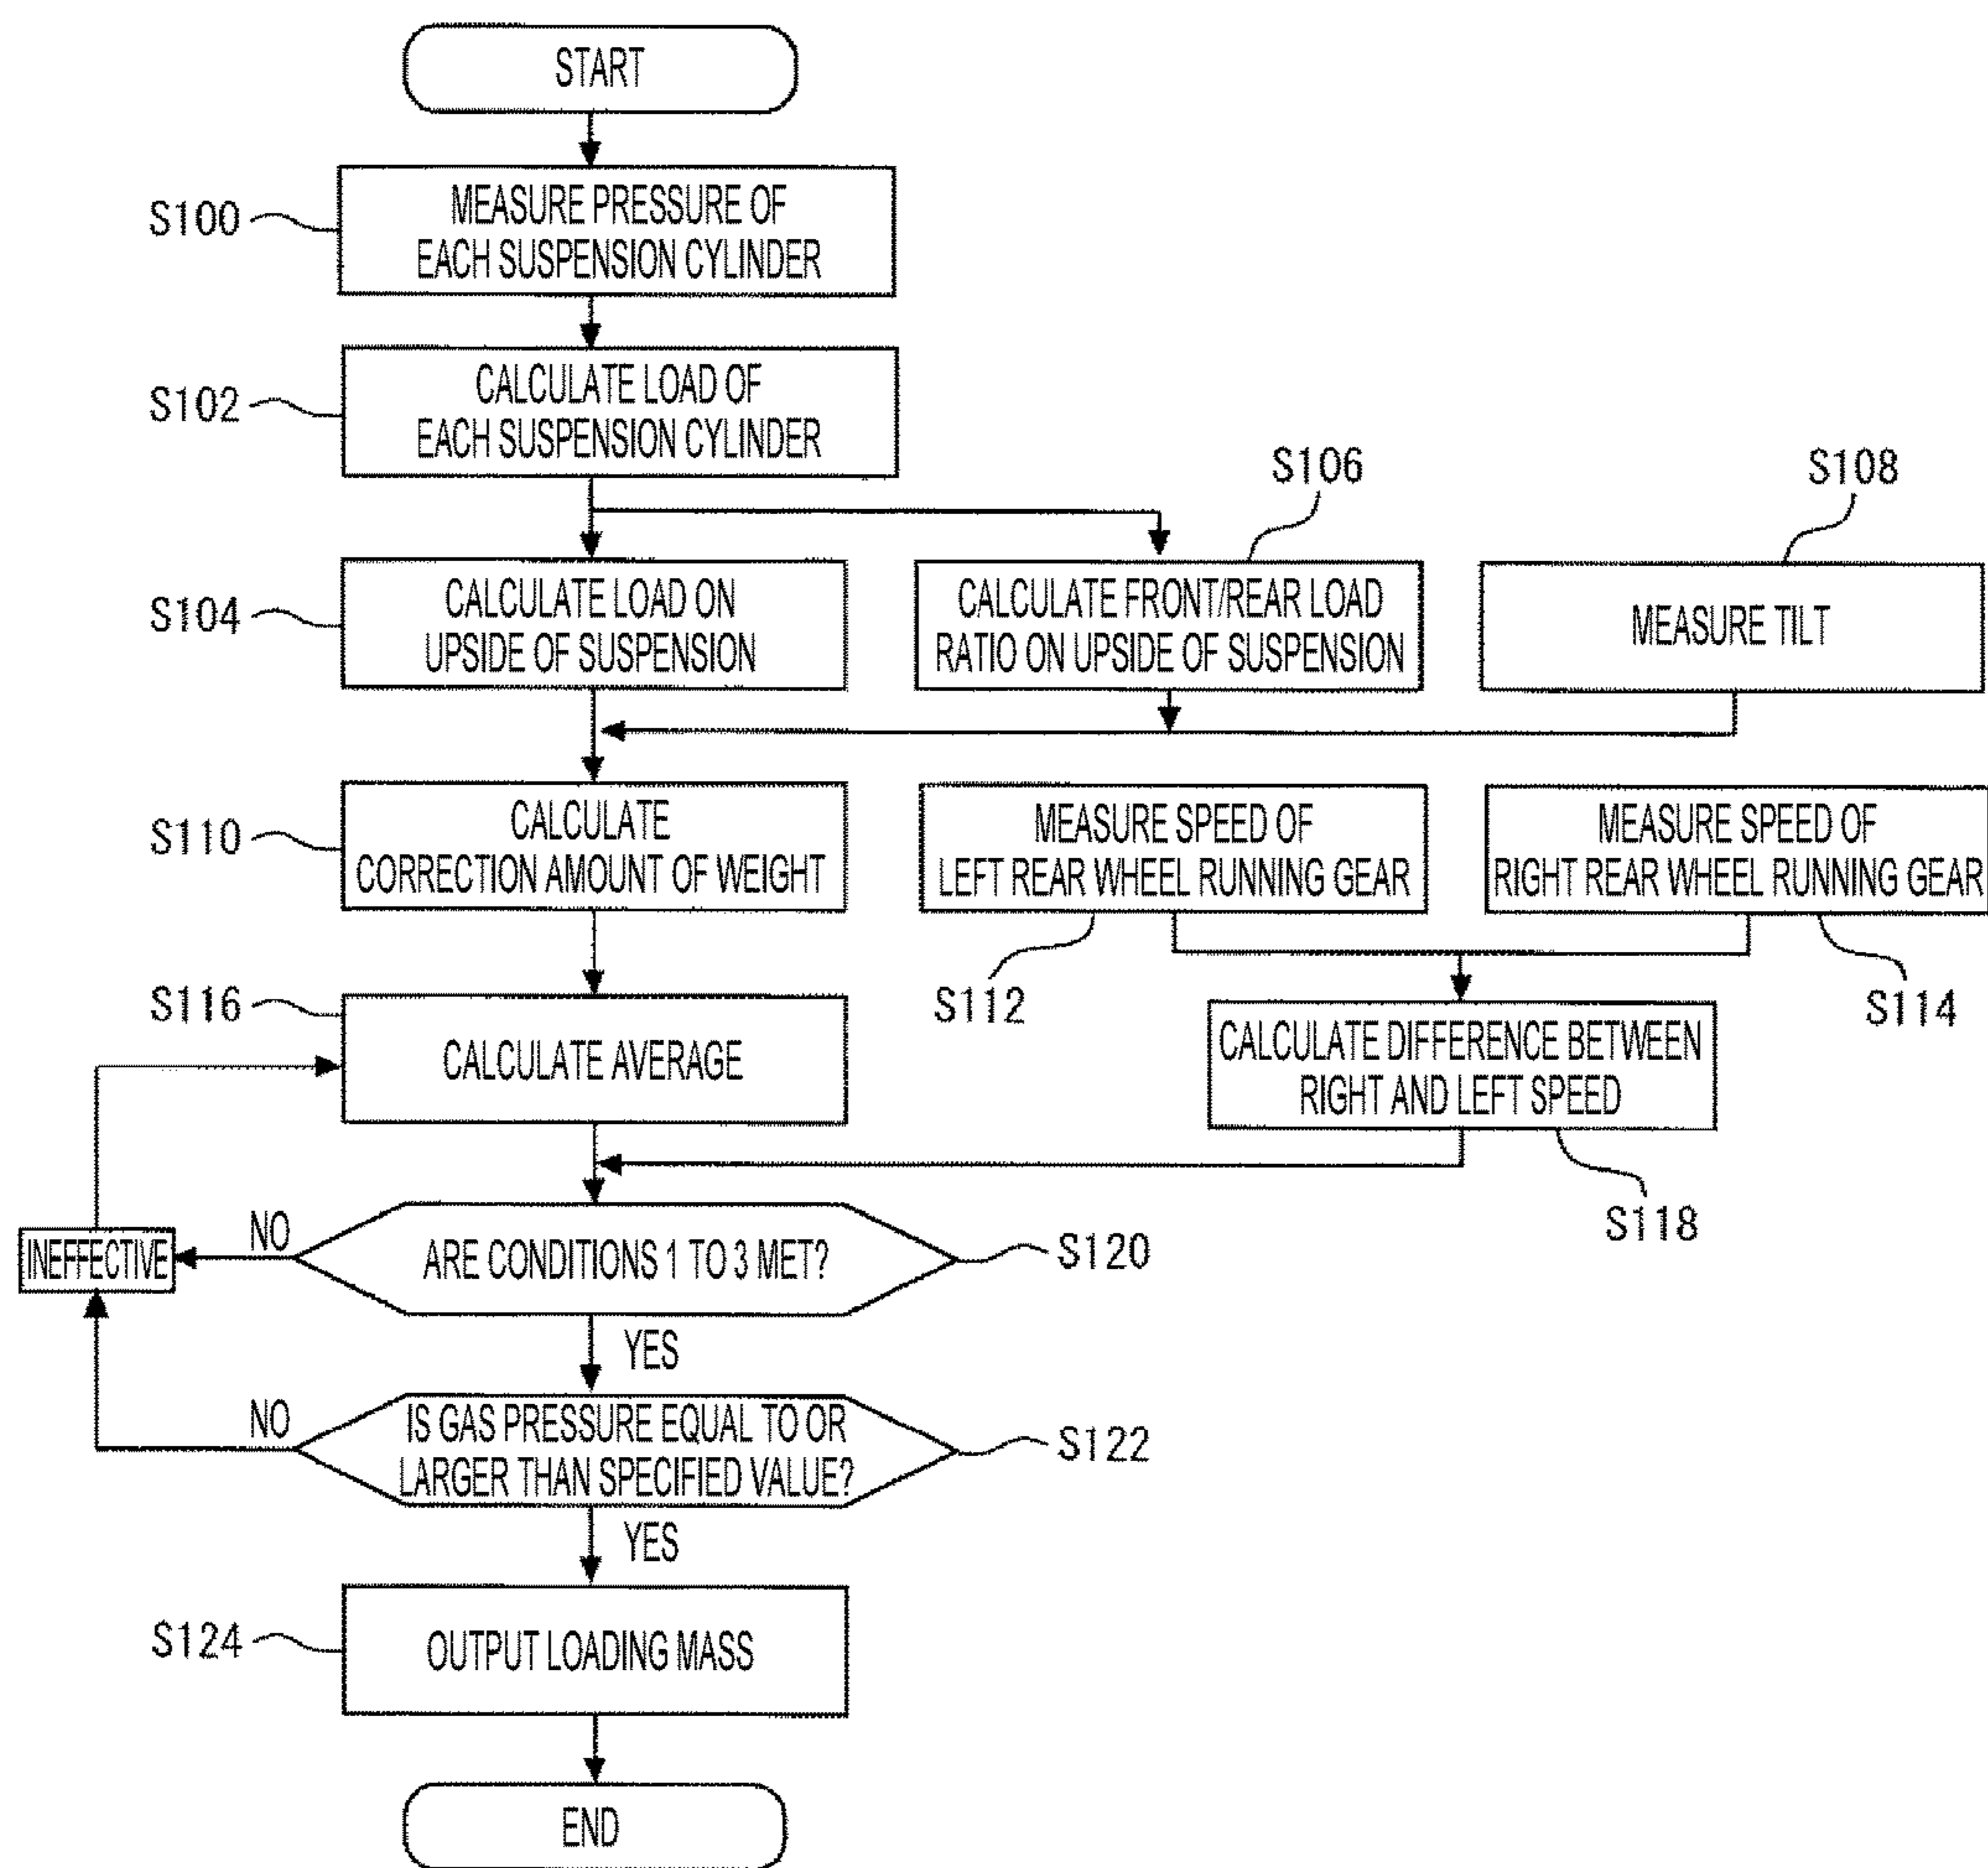 START
S100
MEASURE PRESSURE OF
EACH SUSPENSION CYLINDER
S102
CALCULATE LOAD OF
EACH SUSPENSION CYLINDER
S106
S108
S104
CALCULATE LOAD ON
UPSIDE OF SUSPENSION
CALCULATE FRONT/REAR LOAD
RATIO ON UPSIDE OF SUSPENSION
MEASURE TILT
S110
CALCULATE
CORRECTION AMOUNT OF WEIGHT
MEASURE SPEED OF
LEFT REAR WHEEL RUNNING GEAR
MEASURE SPEED OF
RIGHT REAR WHEEL RUNNING GEAR
S112
S114
S116
CALCULATE AVERAGE
CALCULATE DIFFERENCE BETWEEN
RIGHT AND LEFT SPEED
S118
INEFFECTIVE
NO
ARE CONDITIONS 1 TO 3 MET?
S120
YES
NO
IS GAS PRESSURE EQUAL TO OR
LARGER THAN SPECIFIED VALUE?
S122
YES
S124
OUTPUT LOADING MASS
END